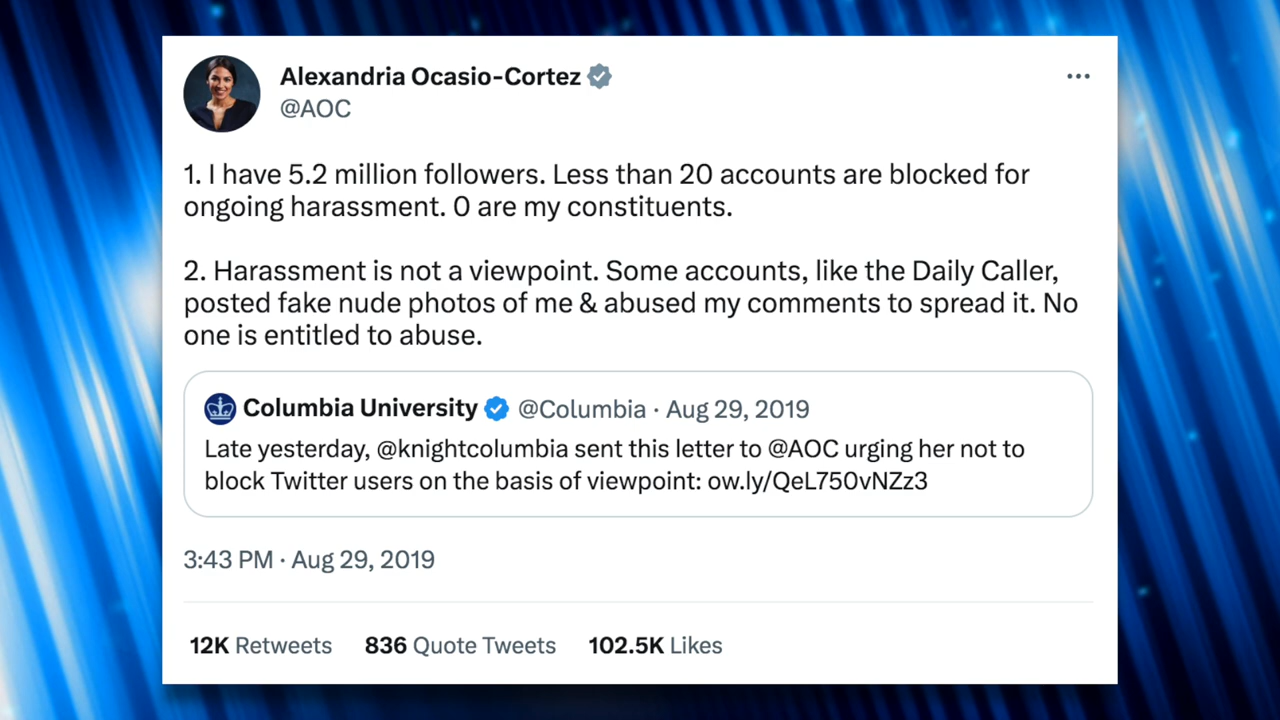 Alexandria Ocasio-Cortez
@AOC
1. I have 5.2 million followers. Less than 20 accounts are blocked for
ongoing harassment. 0 are my constituents.
2. Harassment is not a viewpoint. Some accounts, like the Daily Caller,
posted fake nude photos of me & abused my comments to spread it. No
one is entitled to abuse.
Columbia University @Columbia · Aug 29, 2019
Late yesterday, @knightcolumbia sent this letter to @AOC urging her not to
block Twitter users on the basis of viewpoint: ow.ly/QeL750vNZz3
3:43 PM · Aug 29, 2019
12K Retweets 836 Quote Tweets 102.5K Likes